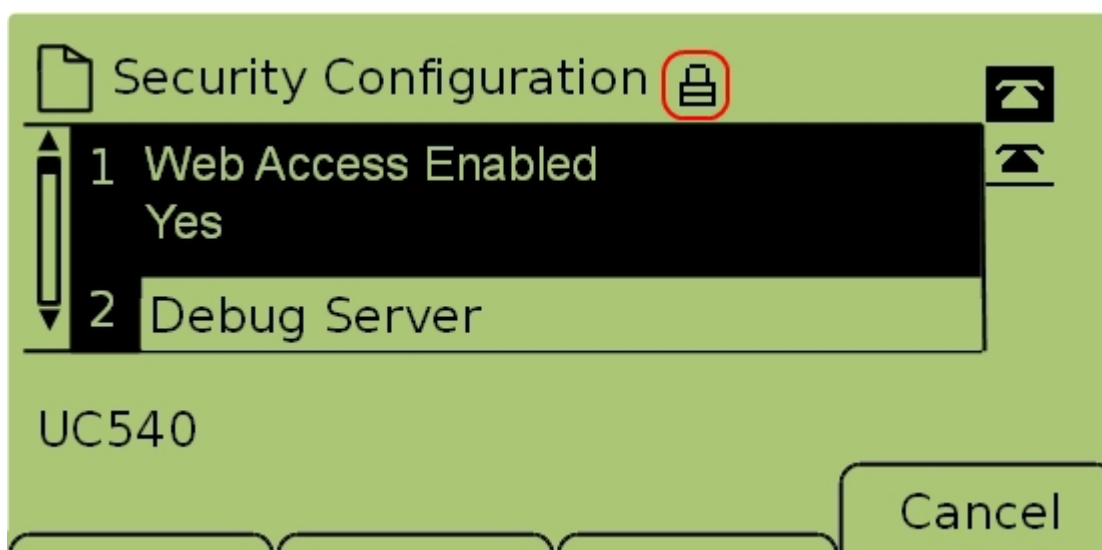 Security Configuration
1 Web Access Enabled
Yes
2 Debug Server
UC540
Cancel